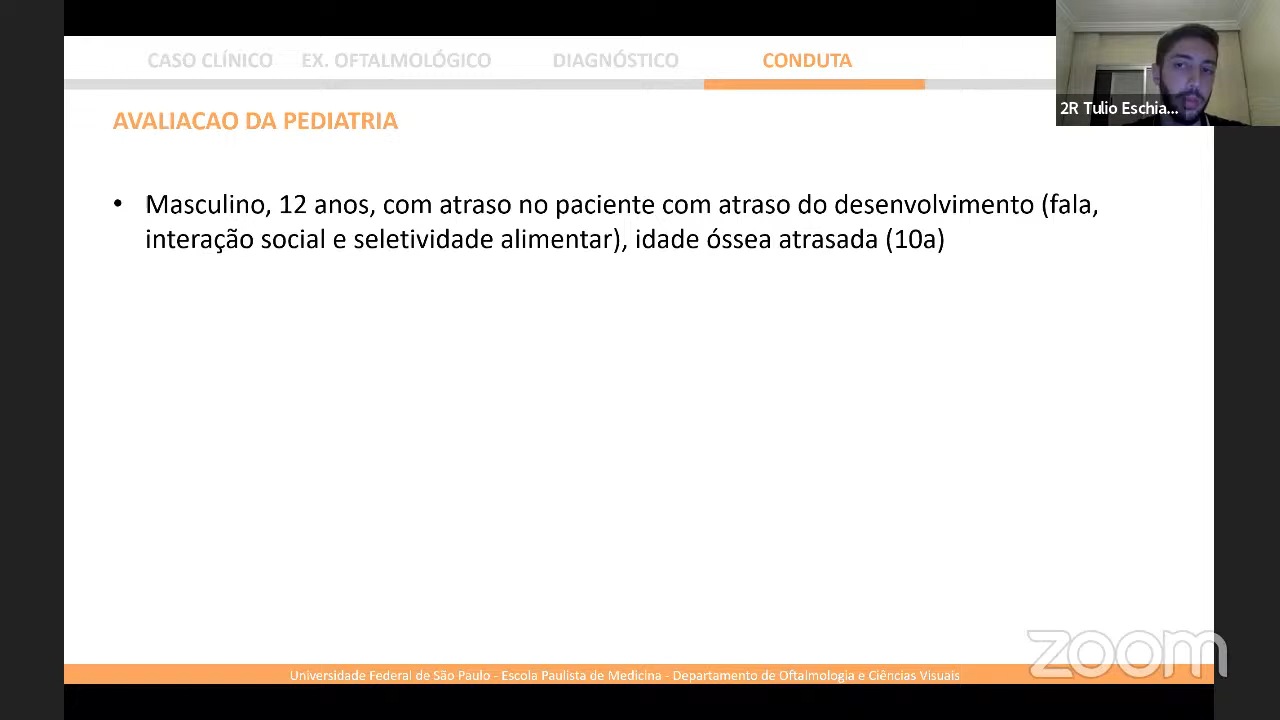 CASO CLÍNICO EX. OFTALMOLÓGICO DIAGNÓSTICO CONDUTA
2R Tulio Eschia...
AVALIACAO DA PEDIATRIA
• Masculino, 12 anos, com atraso no paciente com atraso do desenvolvimento (fala,
interação social e seletividade alimentar), idade óssea atrasada (10a)
zoom
Universidade Federal de São Paulo - Escola Paulista de Medicina - Departamento de Oftalmologia e Ciências Visuais